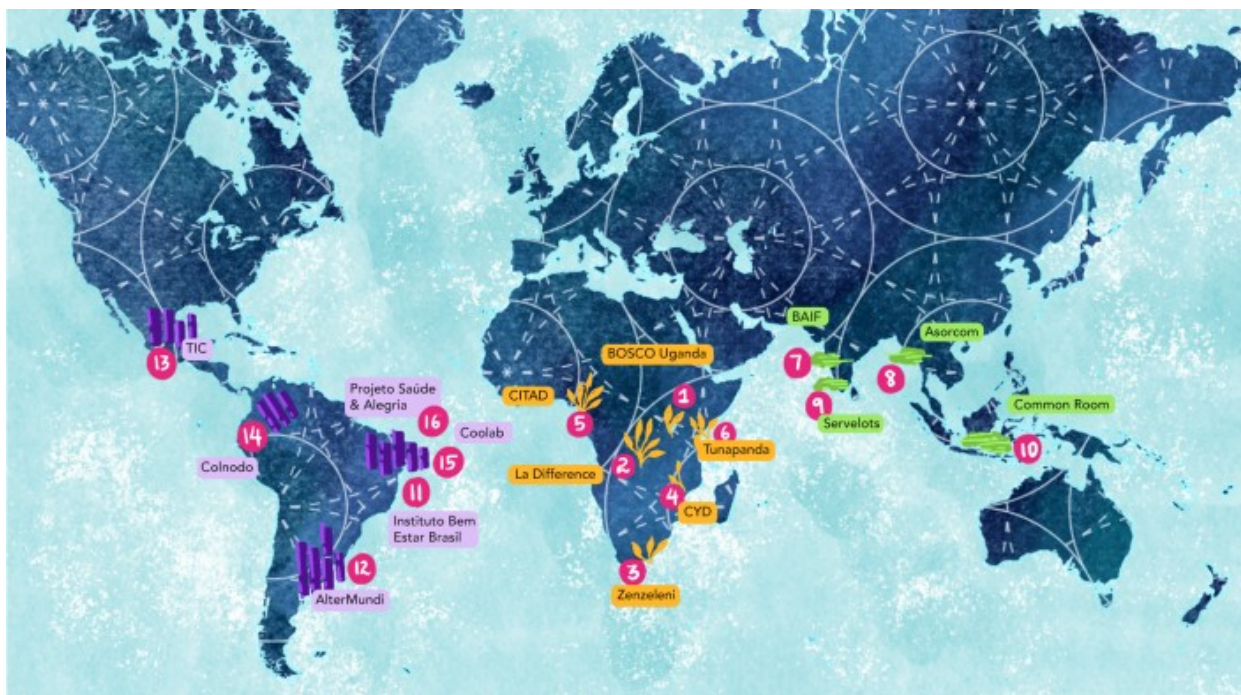 BAIF
7
Asorcom
8
9
Servelots
Common Room
10
TIC
13
BOSCO Uganda
1
CITAD
5
6
Tunapanda
2
La Difference
4
CYD
3
Zenzeleni
Projeto Saúde
& Alegria
16
Coolab
15
14
Colnodo
11
Instituto Bem
Estar Brasil
12
AlterMundi